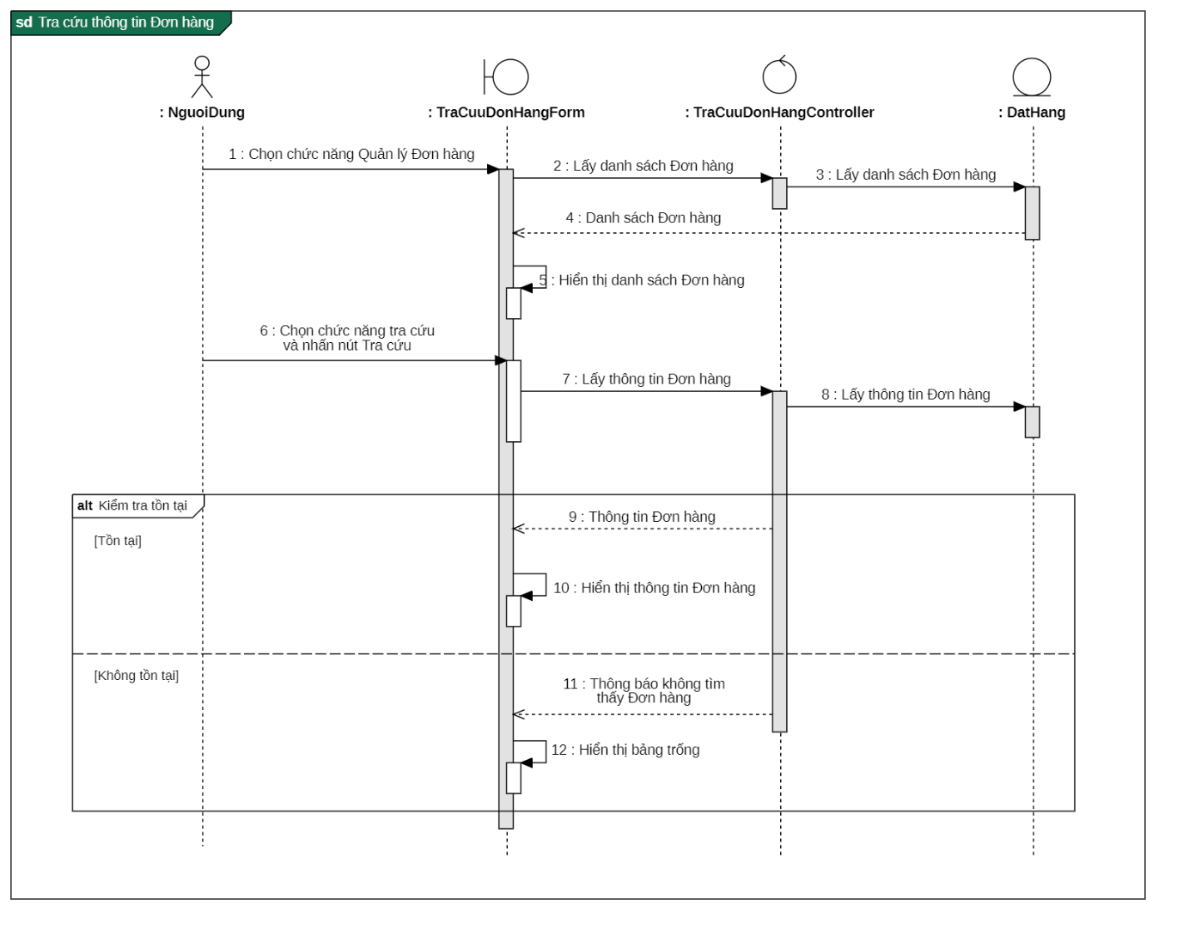 sd Tra cứu thông tin Đơn hàng
: NguoiDung
: TraCuuDonHangForm
: TraCuuDonHangController
: DatHang
1 : Chọn chức năng Quản lý Đơn hàng
2 : Lấy danh sách Đơn hàng
3 : Lấy danh sách Đơn hàng
4 : Danh sách Đơn hàng
5 : Hiển thị danh sách Đơn hàng
6 : Chọn chức năng tra cứu
và nhấn nút Tra cứu
7 : Lấy thông tin Đơn hàng
8 : Lấy thông tin Đơn hàng
alt Kiểm tra tồn tại
9 : Thông tin Đơn hàng
[Tồn tại]
10 : Hiển thị thông tin Đơn hàng
[Không tồn tại]
11 : Thông báo không tìm
thấy Đơn hàng
12 : Hiển thị bảng trống